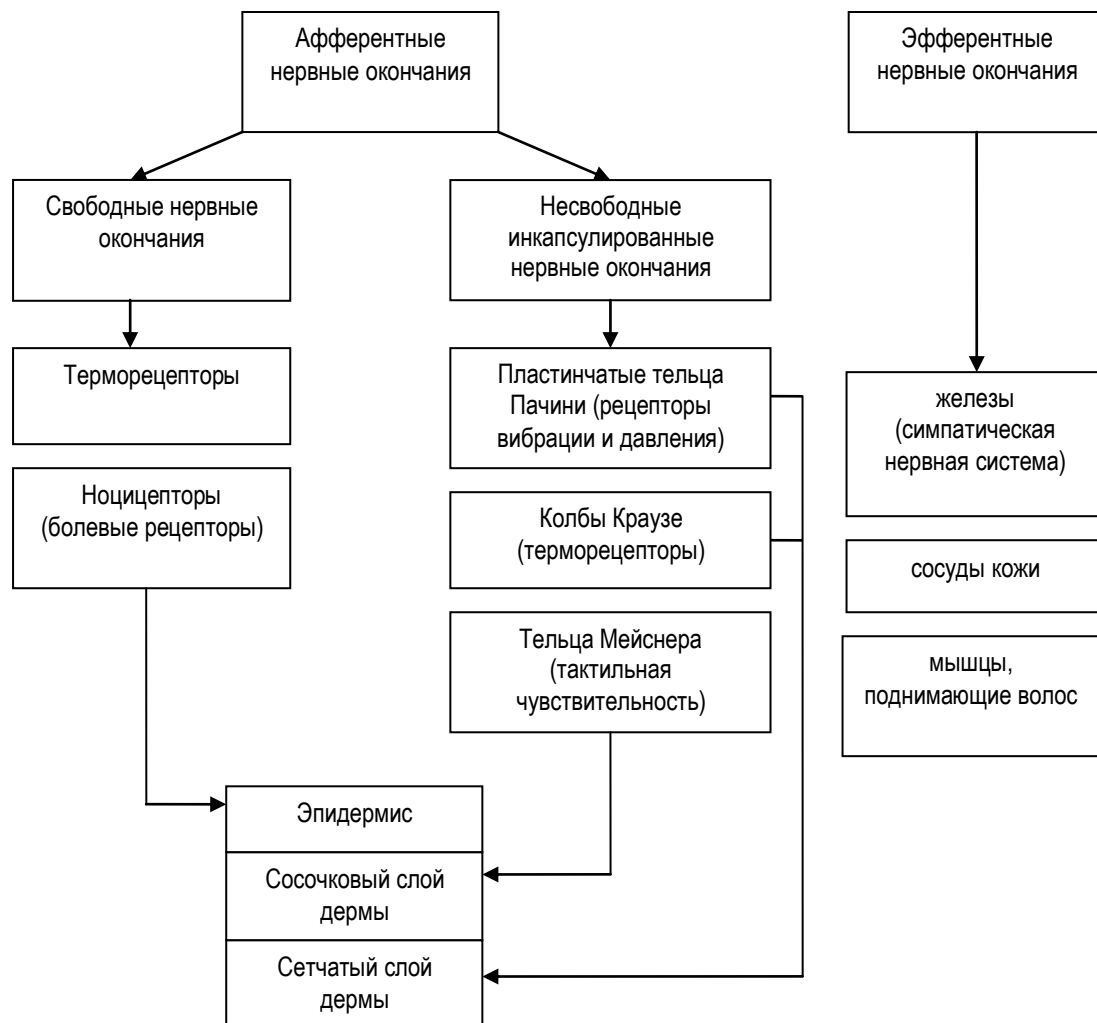 Афферентные
нервные окончания
Эфферентные
нервные окончания
Свободные нервные
окончания
Несвободные
инкапсулированные
нервные окончания
Терморецепторы
Пластинчатые тельца
Пачини (рецепторы
вибрации и давления)
железы
(симпатическая
нервная система)
Ноцицепторы
(болевые рецепторы)
Колбы Краузе
(терморецепторы)
сосуды кожи
Тельца Мейснера
(тактильная
чувствительность)
мышцы,
поднимающие волос
Эпидермис
Сосочковый слой
дермы
Сетчатый слой
дермы